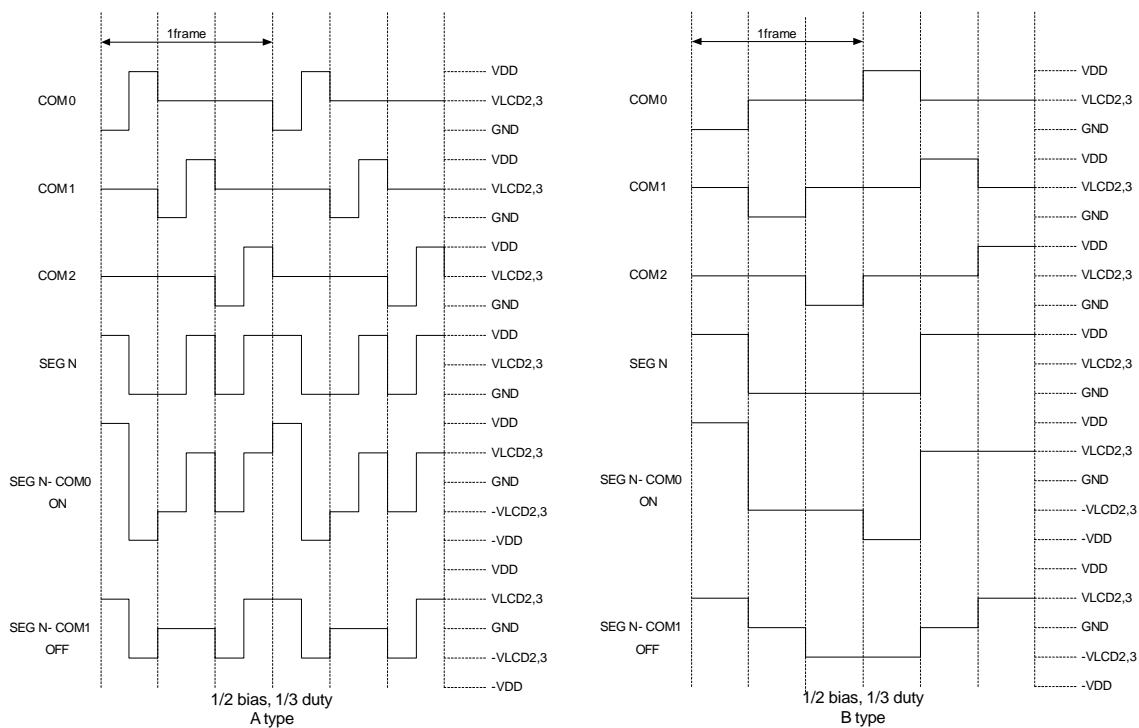 1frame
COM0
VDD
VLCD2,3
GND
COM1
VDD
VLCD2,3
GND
COM2
VDD
VLCD2,3
GND
SEG N
VDD
VLCD2,3
GND
SEG N- COM0
ON
VDD
VLCD2,3
GND
-VLCD2,3
-VDD
SEG N- COM1
OFF
VDD
VLCD2,3
GND
-VLCD2,3
-VDD
1/2 bias, 1/3 duty
A type
1frame
COM0
VDD
VLCD2,3
GND
COM1
VDD
VLCD2,3
GND
COM2
VDD
VLCD2,3
GND
SEG N
VDD
VLCD2,3
GND
SEG N- COM0
ON
VDD
VLCD2,3
GND
-VLCD2,3
-VDD
SEG N- COM1
OFF
VDD
VLCD2,3
GND
-VLCD2,3
-VDD
1/2 bias, 1/3 duty
B type